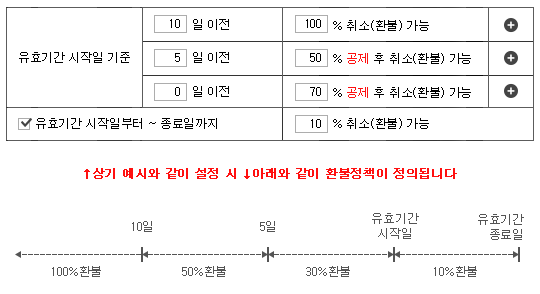 유효기간 시작일 기준
10 일 이전 100 % 취소(환불) 가능
5 일 이전 50 % 공제 후 취소(환불) 가능
0 일 이전 70 % 공제 후 취소(환불) 가능
유효기간 시작일부터 ~ 종료일까지 10 % 취소(환불) 가능
↑상기 예시와 같이 설정 시 ↓아래와 같이 환불정책이 정의됩니다
10일
5일
유효기간
시작일
유효기간
종료일
100%환불
50%환불
30%환불
10%환불